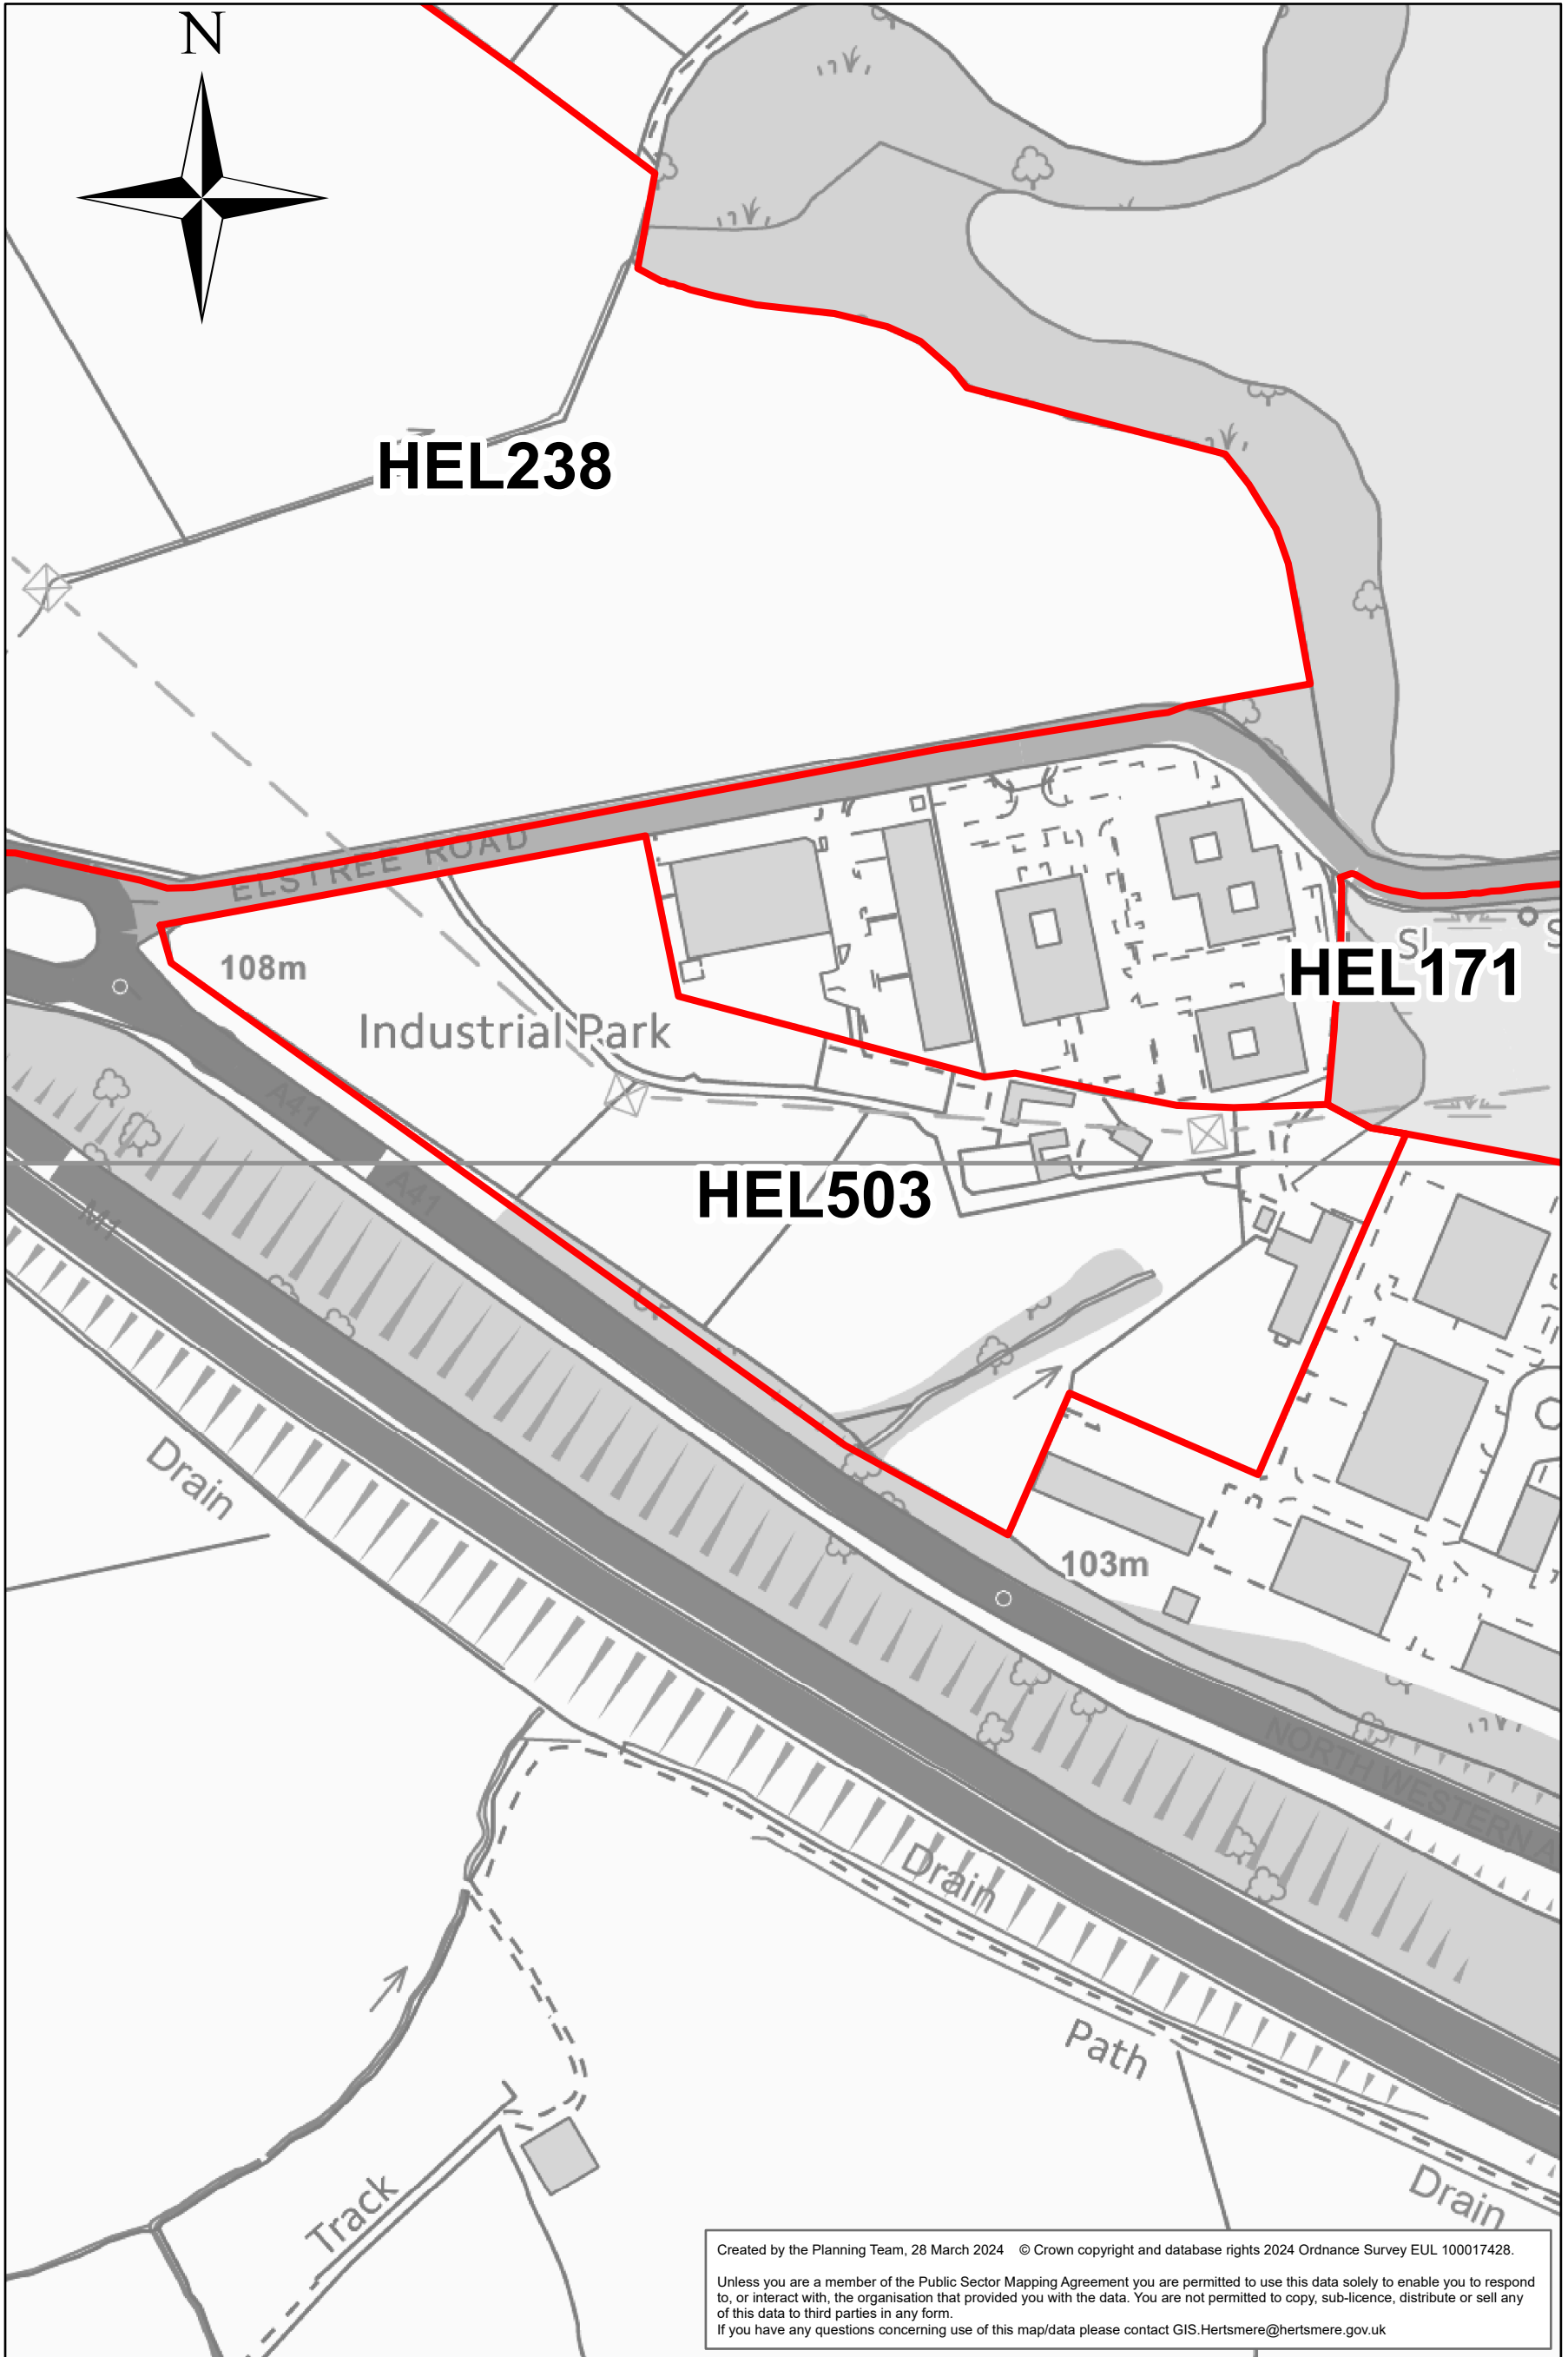 N
HEL238
ELSTREE ROAD
108m
Industrial Park
SL
S
HEL171
A41
A41
HEL503
M1
Drain
103m
NORTH WESTERN A
Drain
Path
Drain
Track
Created by the Planning Team, 28 March 2024 © Crown copyright and database rights 2024 Ordnance Survey EUL 100017428.
Unless you are a member of the Public Sector Mapping Agreement you are permitted to use this data solely to enable you to respond
to, or interact with, the organisation that provided you with the data. You are not permitted to copy, sub-licence, distribute or sell any
of this data to third parties in any form.
If you have any questions concerning use of this map/data please contact GIS.Hertsmere@hertsmere.gov.uk